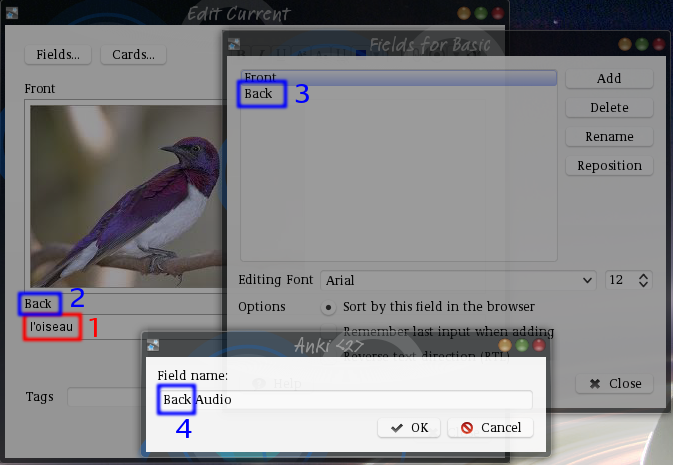 Edit Current
Fields...
Cards...
Front
Back
2
l'oiseau
1
Tags
Fields for Basic
Front
Back
3
Add
Delete
Rename
Reposition
Editing Font
Arial
12
Options
Sort by this field in the browser
Remember last input when adding
Reverse text direction (RTL)
Help
Close
Anki <2>
Field name:
Back Audio
4
OK
Cancel